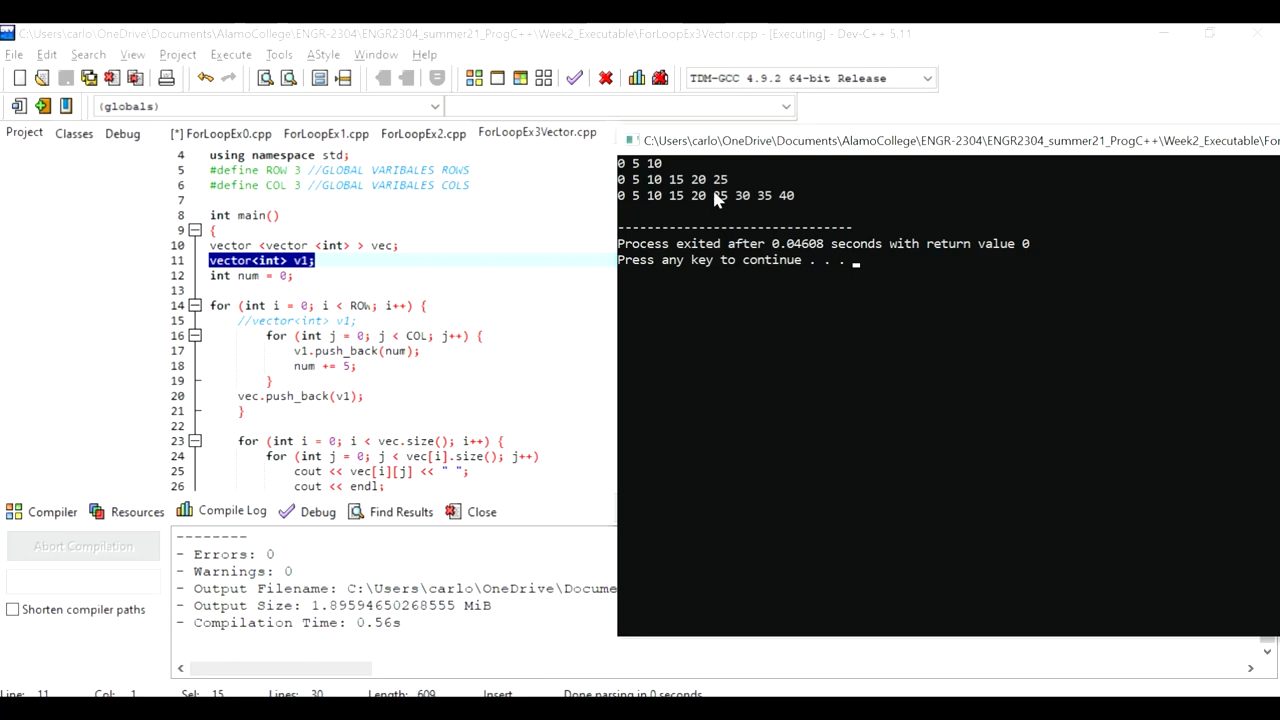 C:\Users\carlo\OneDrive\Documents\AlamoCollege\ENGR-2304\ENGR2304_summer21_ProgC++\Week2_Executable\ForLoopEx3Vector.cpp - [Executing] - Dev-C++ 5.11
File Edit Search View Project Execute Tools AStyle Window Help
TDM-GCC 4.9.2 64-bit Release
(globals)
Project Classes Debug
[*] ForLoopEx0.cpp ForLoopEx1.cpp ForLoopEx2.cpp ForLoopEx3Vector.cpp
4 using namespace std;
5 #define ROW 3 //GLOBAL VARIBALES ROWS
6 #define COL 3 //GLOBAL VARIBALES COLS
7
8 int main()
9 {
10 vector <vector <int> > vec;
11 vector<int> v1;
12 int num = 0;
13
14 for (int i = 0; i < ROW; i++) {
15 //vector<int> v1;
16 for (int j = 0; j < COL; j++) {
17 v1.push_back(num);
18 num += 5;
19 }
20 vec.push_back(v1);
21 }
22
23 for (int i = 0; i < vec.size(); i++) {
24 for (int j = 0; j < vec[i].size(); j++)
25 cout << vec[i][j] << " ";
26 cout << endl;
C:\Users\carlo\OneDrive\Documents\AlamoCollege\ENGR-2304\ENGR2304_summer21_ProgC++\Week2_Executable\Fo
0 5 10
0 5 10 15 20 25
0 5 10 15 20 25 30 35 40
--------------------------------
Process exited after 0.04608 seconds with return value 0
Press any key to continue . . .
Compiler Resources Compile Log Debug Find Results Close
Abort Compilation
Shorten compiler paths
--------
- Errors: 0
- Warnings: 0
- Output Filename: C:\Users\carlo\OneDrive\Docume
- Output Size: 1.89594650268555 MiB
- Compilation Time: 0.56s
Line: 11 Col: 1 Sel: 15 Lines: 30 Length: 609 Insert Done parsing in 0 seconds